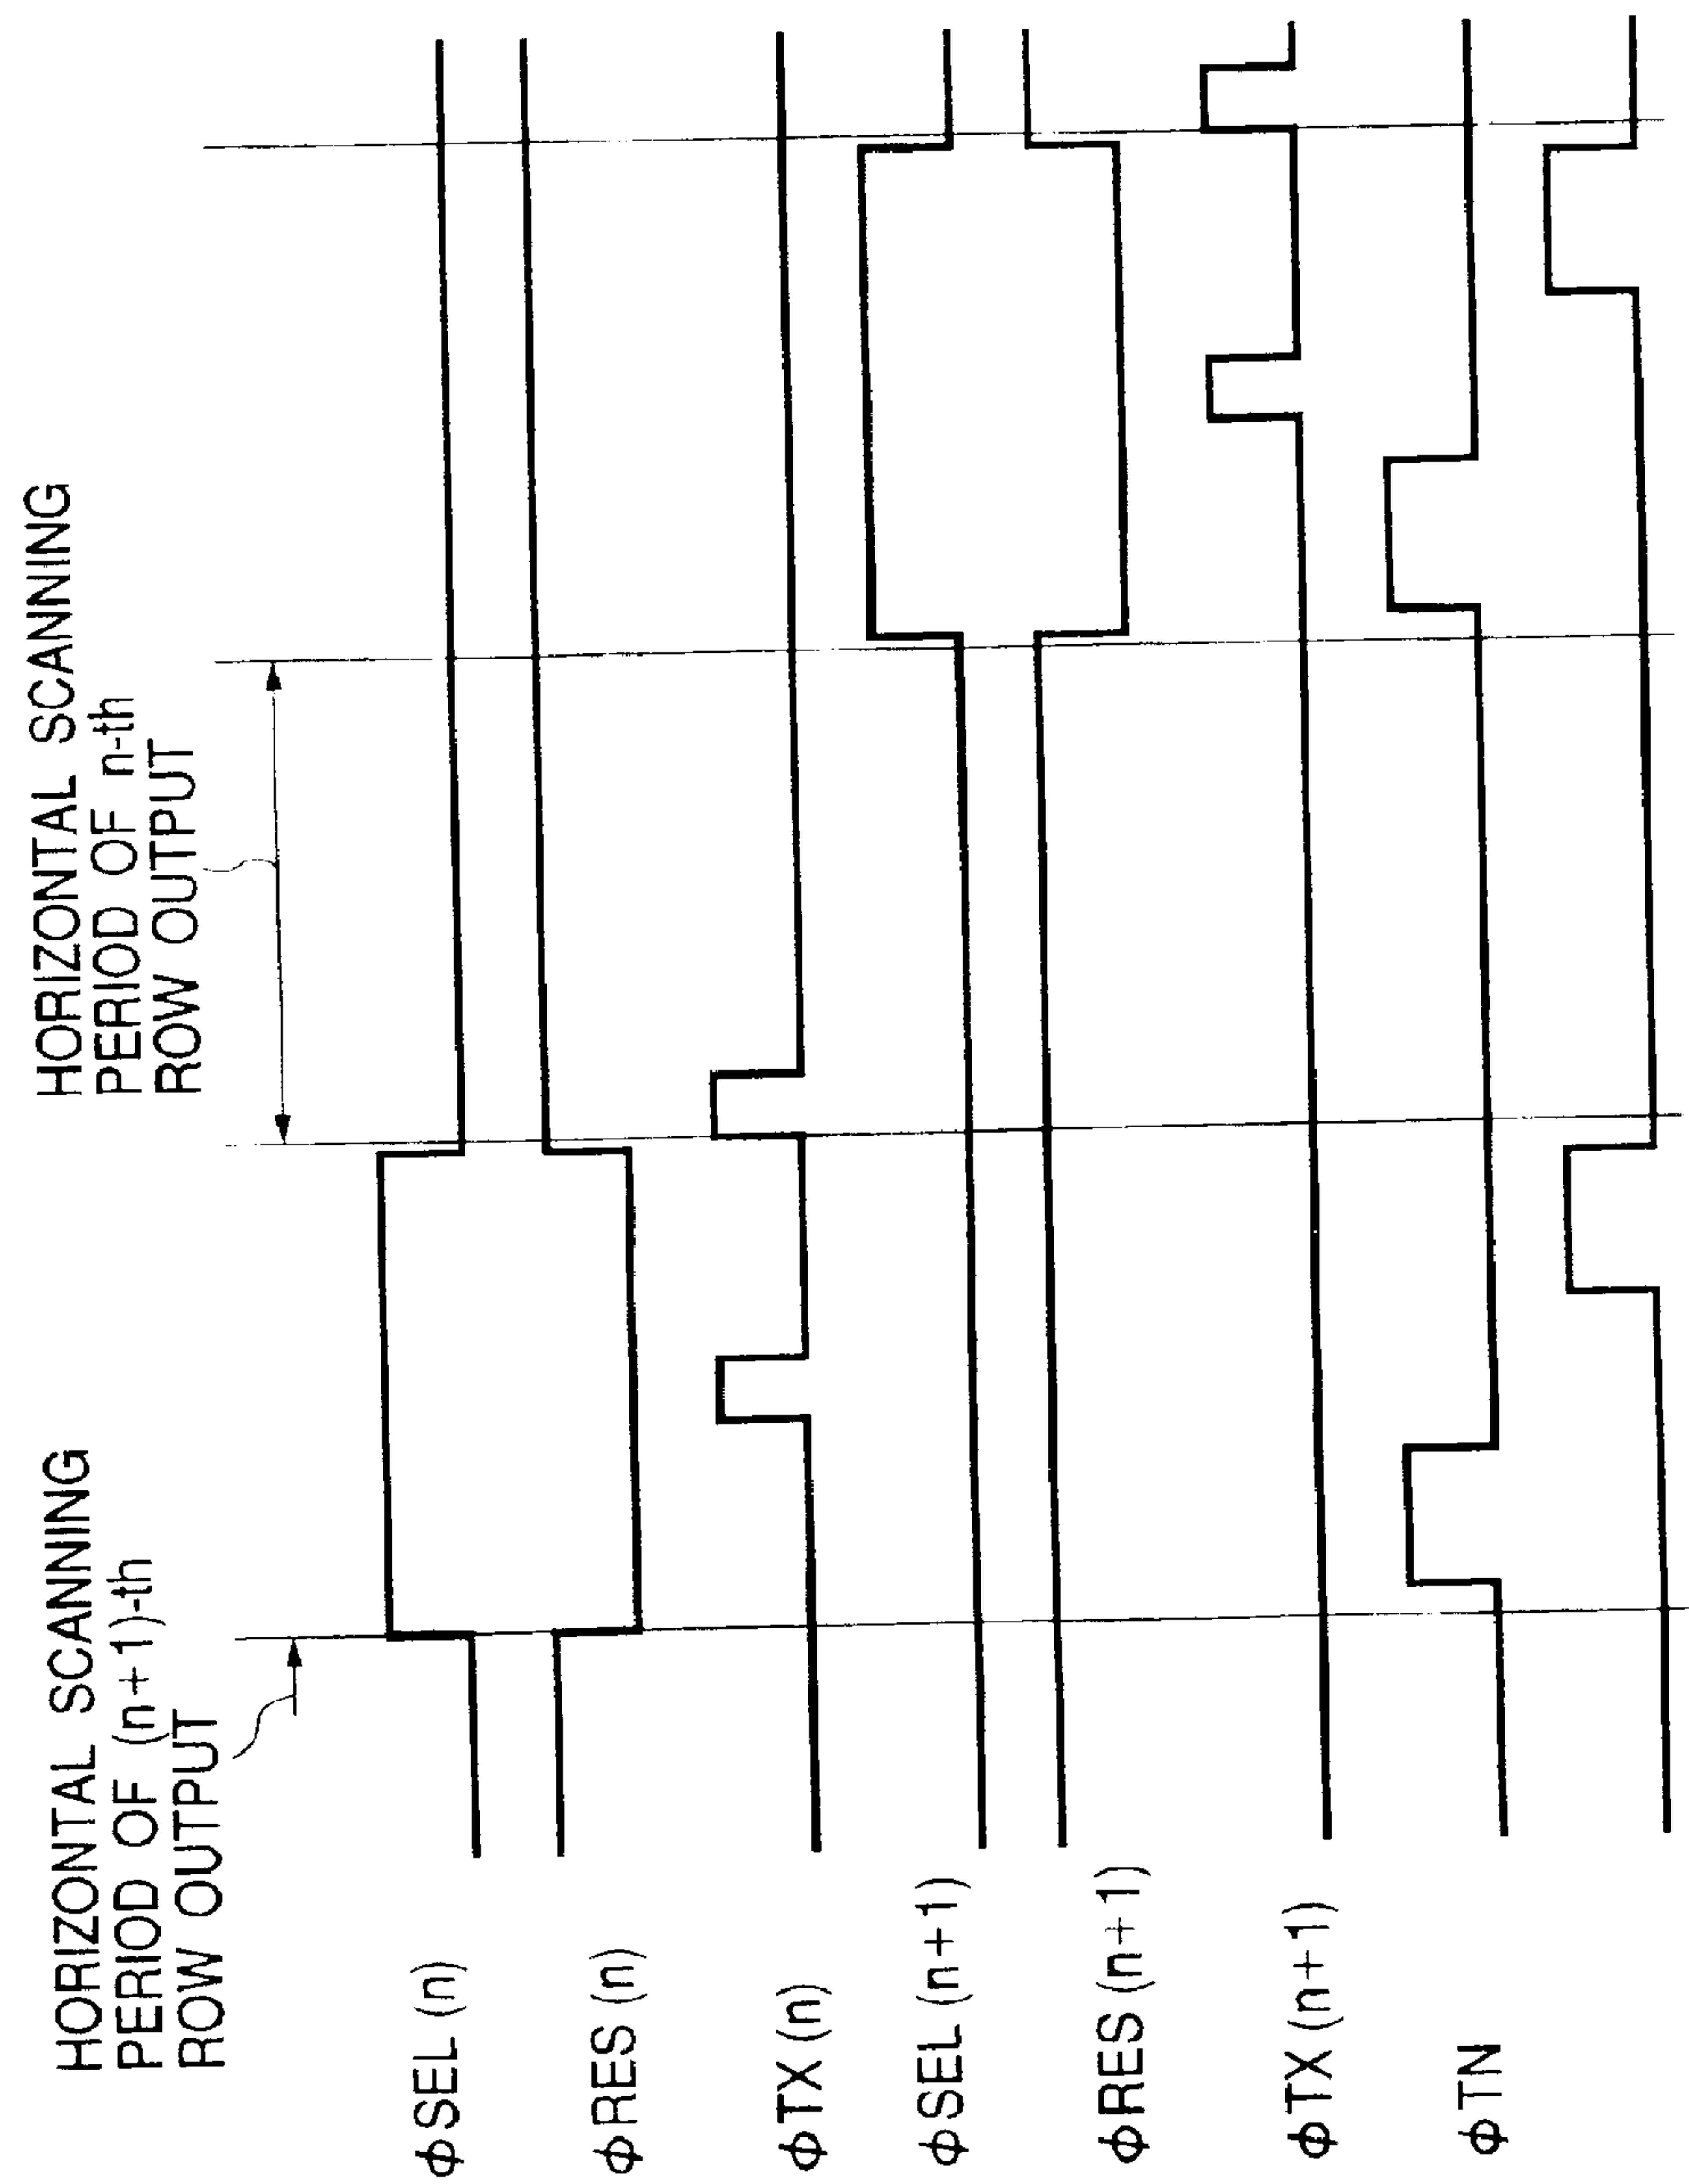 HORIZONTAL SCANNING
PERIOD OF (n+1)-th
ROW OUTPUT
HORIZONTAL SCANNING
PERIOD OF n-th
ROW OUTPUT
ϕSEL (n)
ϕRES (n)
ϕTX (n)
ϕSEL (n+1)
ϕRES (n+1)
ϕTX (n+1)
ϕTN